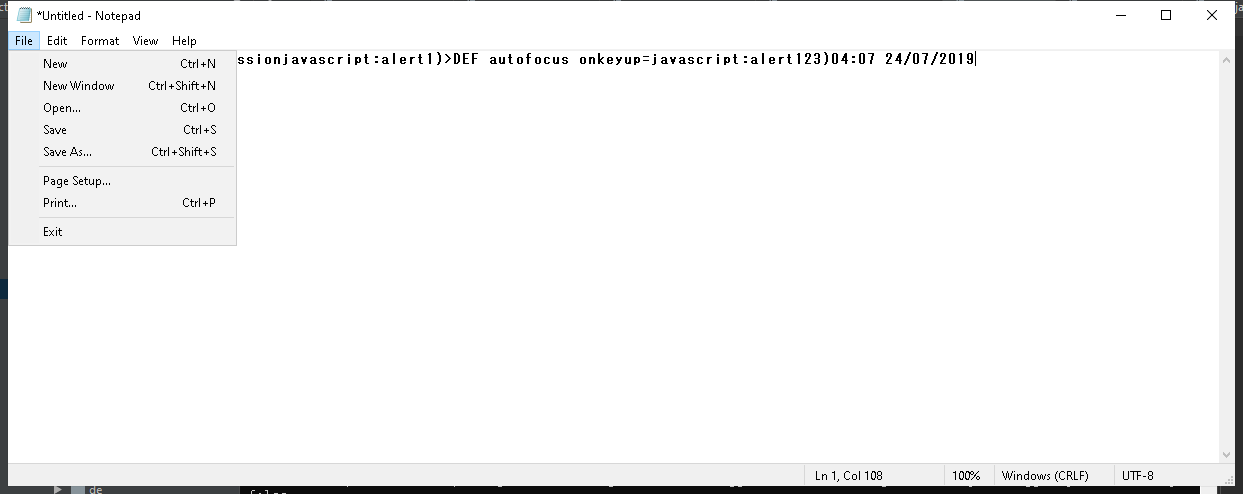 *Untitled - Notepad
File Edit Format View Help
ssionjavascript:alert1)>DEF autofocus onkeyup=javascript:alert123)04:07 24/07/2019
New Ctrl+N
New Window Ctrl+Shift+N
Open... Ctrl+O
Save Ctrl+S
Save As... Ctrl+Shift+S
Page Setup...
Print... Ctrl+P
Exit
Ln 1, Col 108 100% Windows (CRLF) UTF-8
de